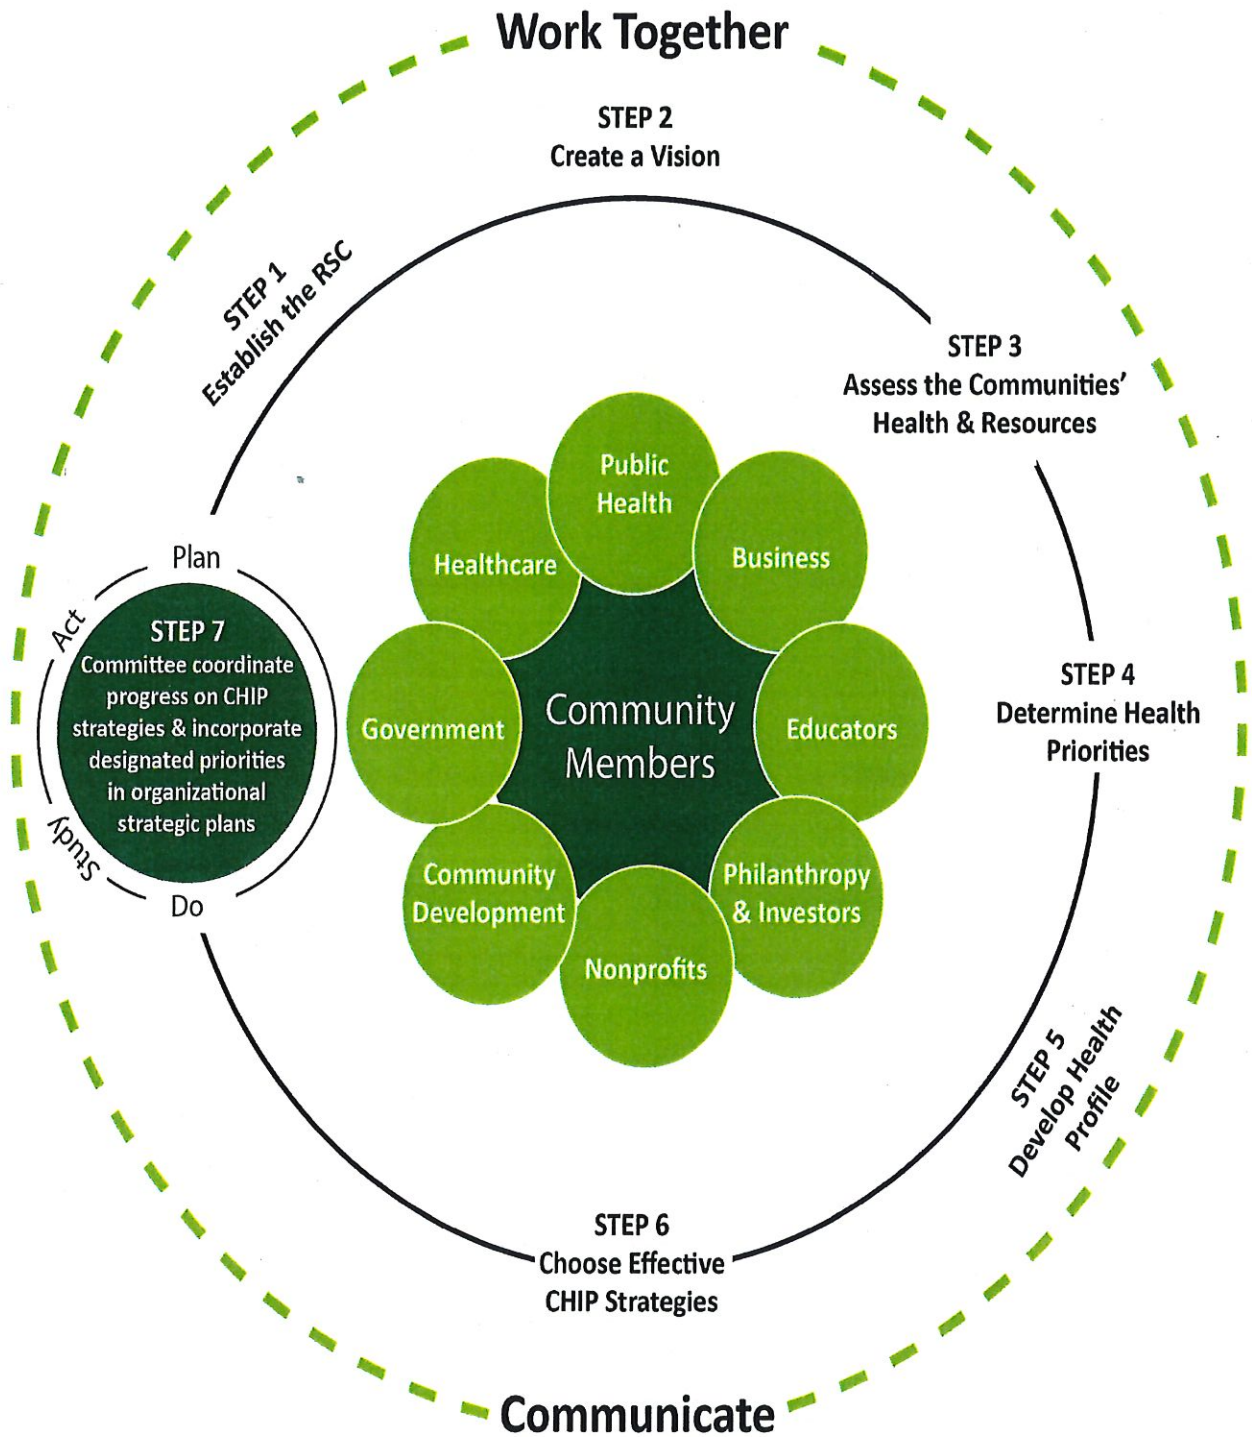 Work Together
STEP 1
Establish the RSC
STEP 2
Create a Vision
STEP 3
Assess the Communities’
Health & Resources
STEP 4
Determine Health
Priorities
STEP 5
Develop Health
Profile
STEP 6
Choose Effective
CHIP Strategies
Plan
Act
Study
Do
STEP 7
Committee coordinate
progress on CHIP
strategies & incorporate
designated priorities
in organizational
strategic plans
Public
Health
Business
Educators
Philanthropy
& Investors
Nonprofits
Community
Development
Government
Healthcare
Community
Members
Communicate